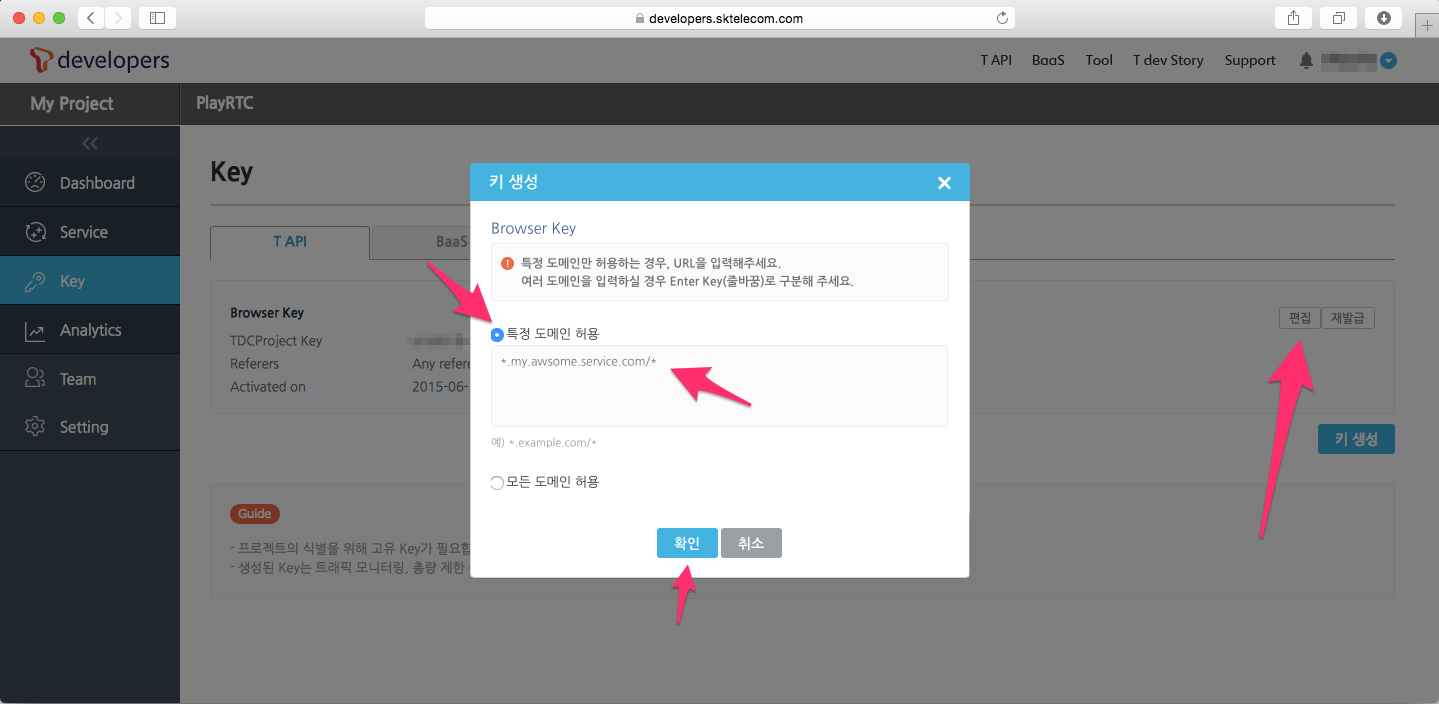 developers.sktelecom.com
developers
T API BaaS Tool T dev Story Support
My Project
PlayRTC
Dashboard
Service
Key
Analytics
Team
Setting
Key
T API
BaaS
Browser Key
TDCProject Key
Referers Any refere
Activated on 2015-06-
편집 재발급
키 생성
Guide
- 프로젝트의 식별을 위해 고유 Key가 필요합
- 생성된 Key는 트래픽 모니터링, 총량 제한
키 생성
Browser Key
특정 도메인만 허용하는 경우, URL을 입력해주세요.
여러 도메인을 입력하실 경우 Enter Key(줄바꿈)로 구분해 주세요.
특정 도메인 허용
*.my.awsome.service.com/*
예) *.example.com/*
모든 도메인 허용
확인 취소